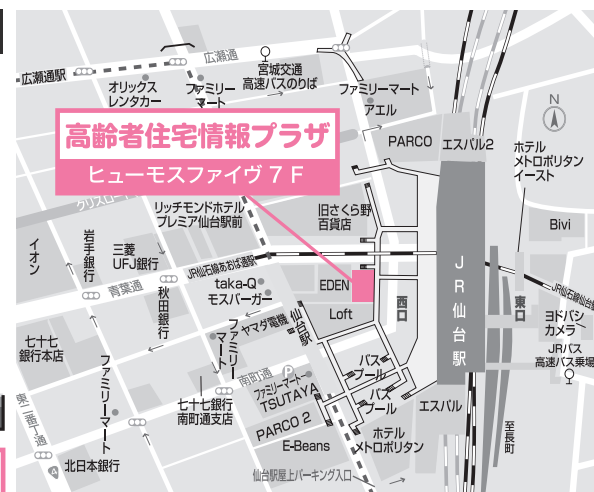 広瀬通
広瀬通駅
宮城交通
高速バスのりば
オリックス
レンタカー
ファミリー
マート
ファミリーマート
アエル
N
高齢者住宅情報プラザ
ヒューモスファイヴ 7 F
PARCO
エスパル2
ホテル
メトロポリタン
イースト
クリスロード
リッチモンドホテル
プレミア仙台駅前
旧さくら野
百貨店
Bivi
イオン
岩手銀行
三菱
UFJ銀行
JR仙石線あおば通駅
青葉通
秋田銀行
taka-Q
モスバーガー
EDEN
Loft
西口
JR仙台駅
東口
JR仙石線仙台駅
ヨドバシ
カメラ
JRバス
高速バス乗場
七十七
銀行本店
ファミリーマート
ファミリーマート
ヤマダ電機
仙台駅
南町通
P
ファミリーマート
TSUTAYA
バス
プール
バス
プール
七十七銀行
南町通支店
PARCO 2
E-Beans
エスパル
ホテル
メトロポリタン
至長町
東二番丁通
4
北日本銀行
仙台駅屋上パーキング入口